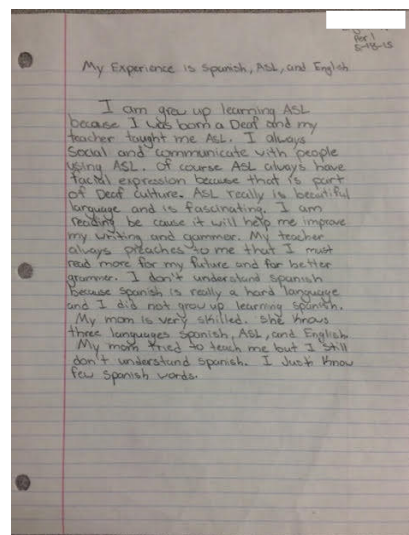 Per 1
5-18-15
My Experience is Spanish, ASL, and English
I am grow up learning ASL
because I was born a Deaf and my
teacher taught me ASL. I always
Social and communicate with people
using ASL. Of course ASL always have
facial expression because that is part
of Deaf culture. ASL really is beautiful
language and is fascinating. I am
reading be cause it will help me improve
my writing and gammer. My teacher
always preaches to me that I must
read more for my future and for better
grammer. I don't understand spanish
because spanish is really a hard language
and I did not grow up learning spanish.
My mom is very skilled. She knows
three languages spanish, ASL, and English.
My mom tried to teach me but I still
don't understand spanish. I Just know
few spanish words.